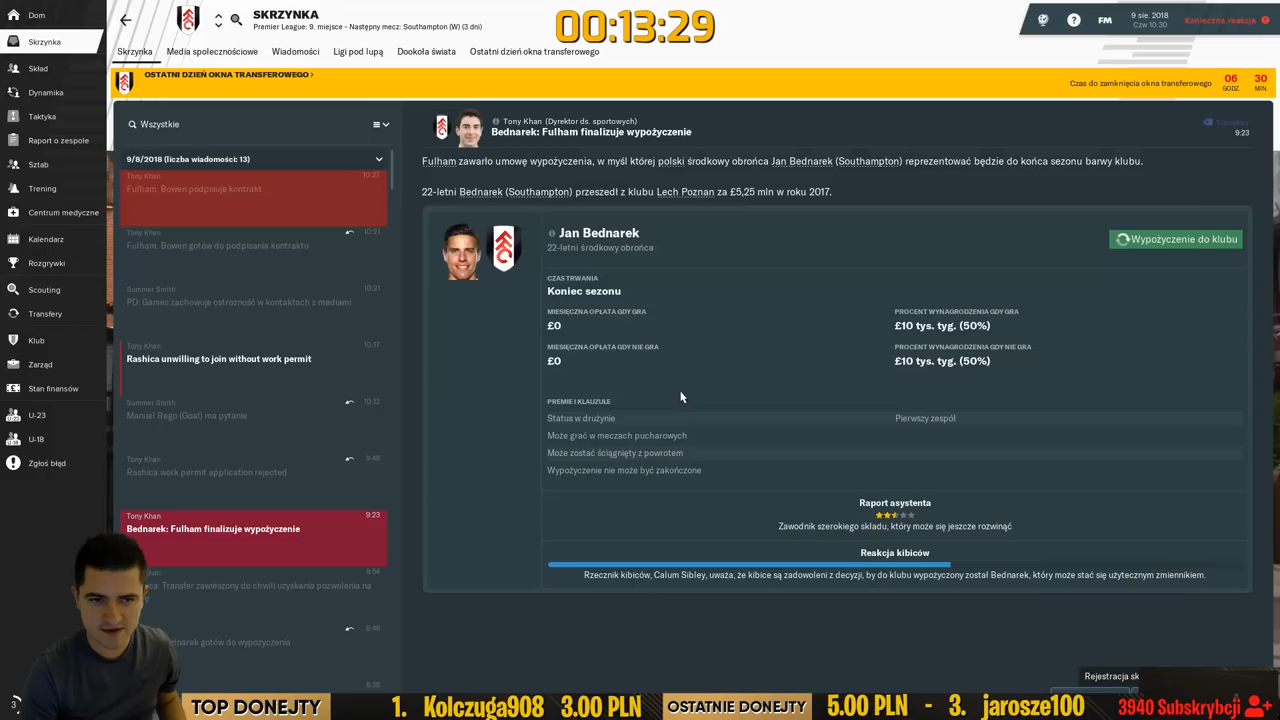 SKRZYNKA
Premier League: 9. miejsce - Następny mecz: Southampton (W) (3 dni)
00:13:29
FM
9 sie. 2018
Czw 10:30
Konieczna reakcja
Skrzynka
Media społecznościowe
Wiadomości
Ligi pod lupą
Dookoła świata
Ostatni dzień okna transferowego
OSTATNI DZIEŃ OKNA TRANSFEROWEGO >
Czas do zamknięcia okna transferowego
06
GODZ.
30
MIN.
Dom
Skrzynka
Skład
Dynamika
Taktyka
Raport o zespole
Sztab
Trening
Centrum medyczne
Kalendarz
Rozgrywki
Scouting
Transfery
Klub
Zarząd
Stan finansów
U-23
U-18
Zgłoś błąd
Wszystkie
9/8/2018 (liczba wiadomości: 13)
Tony Khan 10:27
Fulham: Bowen podpisuje kontrakt
Tony Khan 10:21
Fulham: Bowen gotów do podpisania kontraktu
Summer Smith 10:21
PD: Games zachowuje ostrożność w kontaktach z mediami
Tony Khan 10:17
Rashica unwilling to join without work permit
Summer Smith 10:12
Manuel Rego (Goal) ma pytanie
Tony Khan 9:46
Rashica work permit application rejected
Tony Khan 9:23
Bednarek: Fulham finalizuje wypożyczenie
8:54
Transfer zawieszony do chwili uzyskania pozwolenia na
8:46
gotów do wypożyczenia
8:35
Tony Khan (Dyrektor ds. sportowych)
Bednarek: Fulham finalizuje wypożyczenie
Transfery
9:23
Fulham zawarło umowę wypożyczenia, w myśl której polski środkowy obrońca Jan Bednarek (Southampton) reprezentować będzie do końca sezonu barwy klubu.
22-letni Bednarek (Southampton) przeszedł z klubu Lech Poznan za £5,25 mln w roku 2017.
Jan Bednarek
22-letni środkowy obrońca
Wypożyczenie do klubu
CZAS TRWANIA
Koniec sezonu
MIESIĘCZNA OPŁATA GDY GRA
£0
PROCENT WYNAGRODZENIA GDY GRA
£10 tys. tyg. (50%)
MIESIĘCZNA OPŁATA GDY NIE GRA
£0
PROCENT WYNAGRODZENIA GDY NIE GRA
£10 tys. tyg. (50%)
PREMIE I KLAUZULE
Status w drużynie
Pierwszy zespół
Może grać w meczach pucharowych
Może zostać ściągnięty z powrotem
Wypożyczenie nie może być zakończone
Raport asystenta
Zawodnik szerokiego składu, który może się jeszcze rozwinąć
Reakcja kibiców
Rzecznik kibiców, Calum Sibley, uważa, że kibice są zadowoleni z decyzji, by do klubu wypożyczony został Bednarek, który może stać się użytecznym zmiennikiem.
Rejestracja sk
TOP DONEJTY
1. Kolczuga908 3.00 PLN
OSTATNIE DONEJTY
5.00 PLN - 3. jarosze100
3940 Subskrybcji